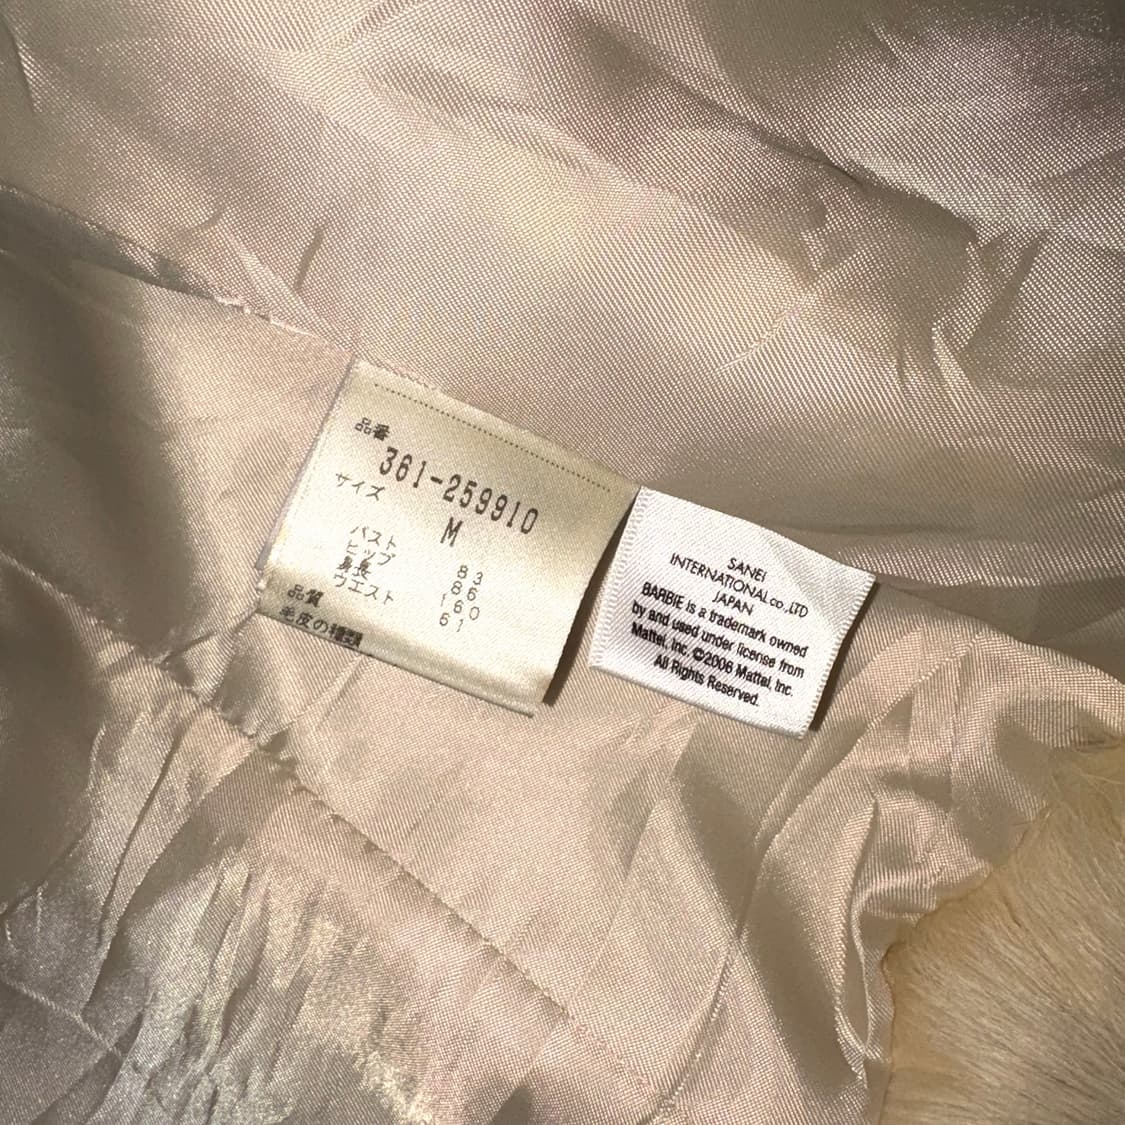 品番
361-259910
サイズ
M
バスト 83
ヒップ 86
身長 160
ウエスト 61
品質
毛皮の種類
SANEI
INTERNATIONAL co., LTD
JAPAN
BARBIE is a trademark owned
by and used under license from
Mattel, Inc. ©2006 Mattel, Inc.
All Rights Reserved.